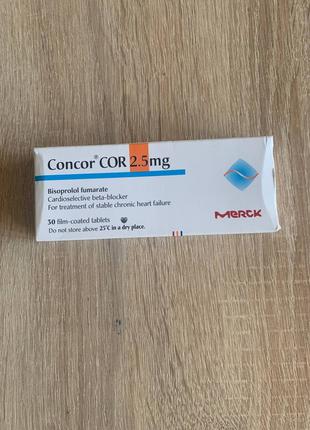 Concor® COR 2.5mg
Bisoprolol fumarate
Cardioselective beta-blocker
For treatment of stable chronic heart failure
30 film-coated tablets
Do not store above 25°C in a dry place.
MERCK